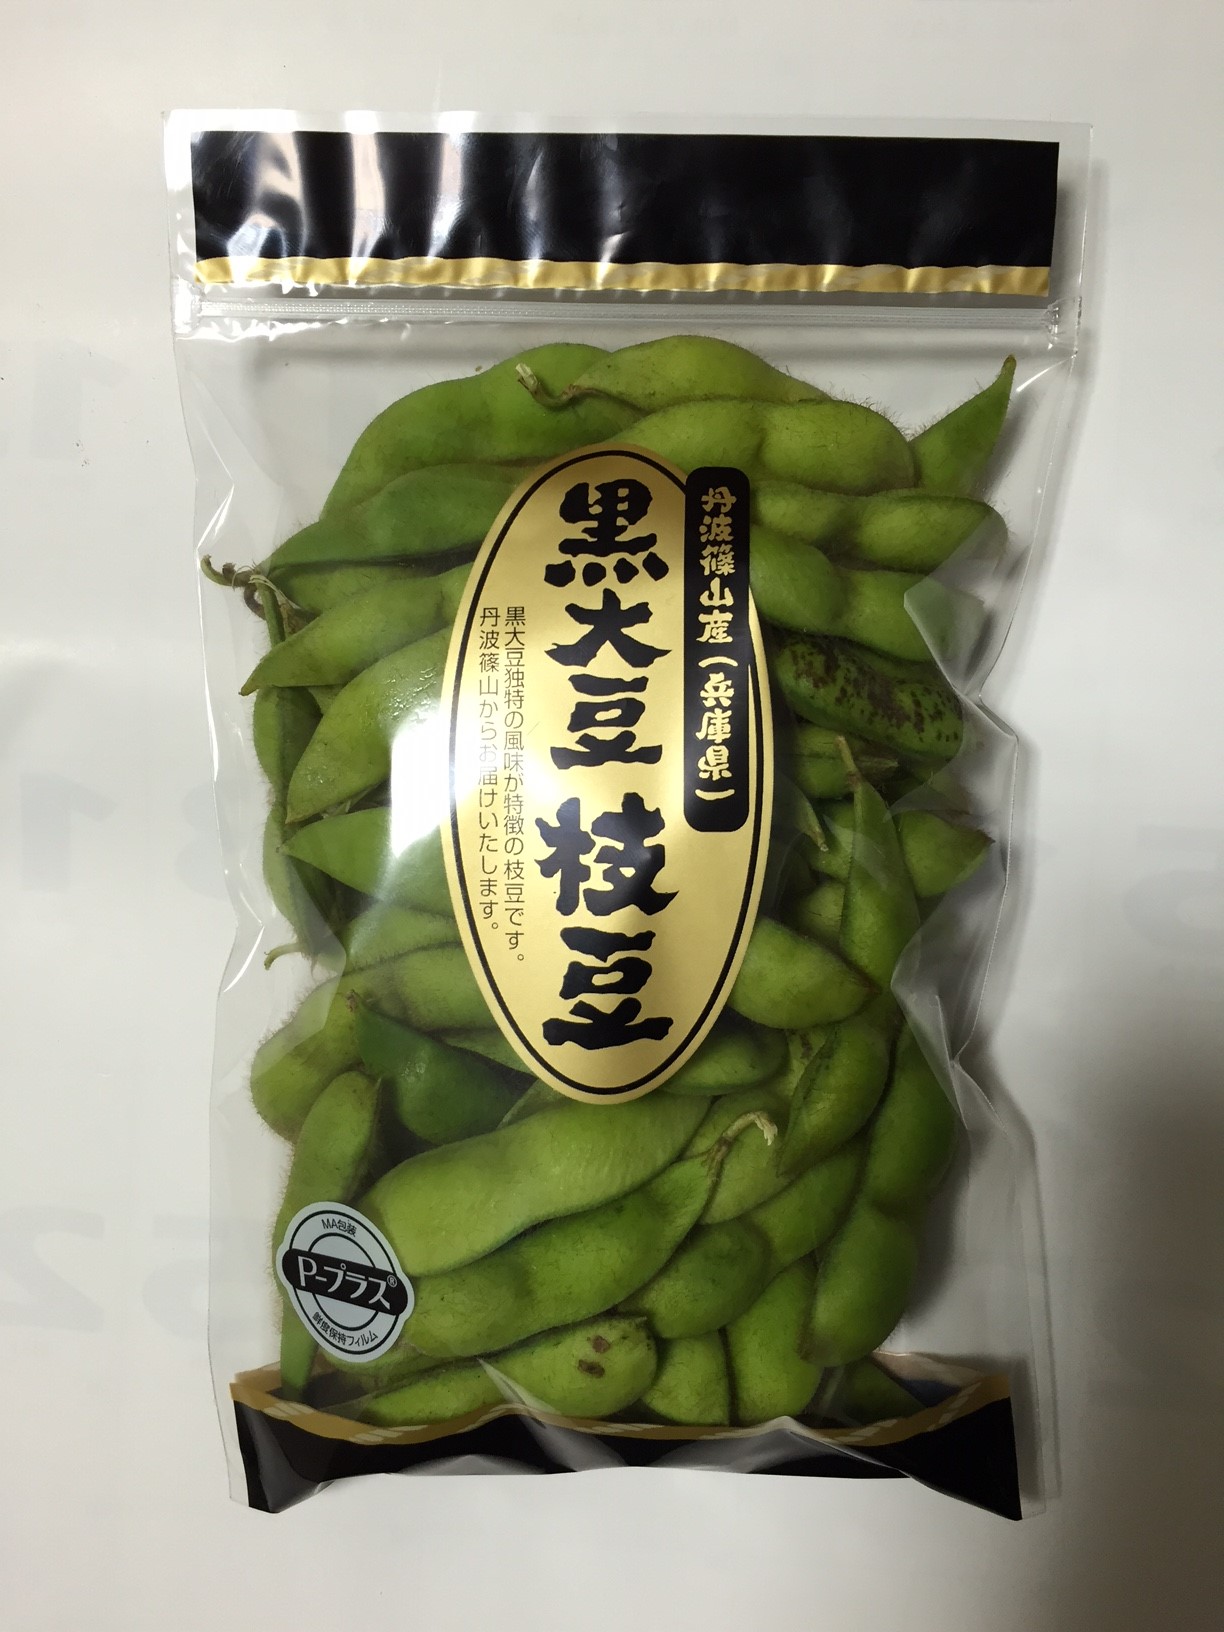 丹波篠山産(兵庫県)
黒大豆 枝豆
黒大豆独特の風味が特徴の枝豆です。
丹波篠山からお届けいたします。
MA包装
P-プラス®
鮮度保持フィルム